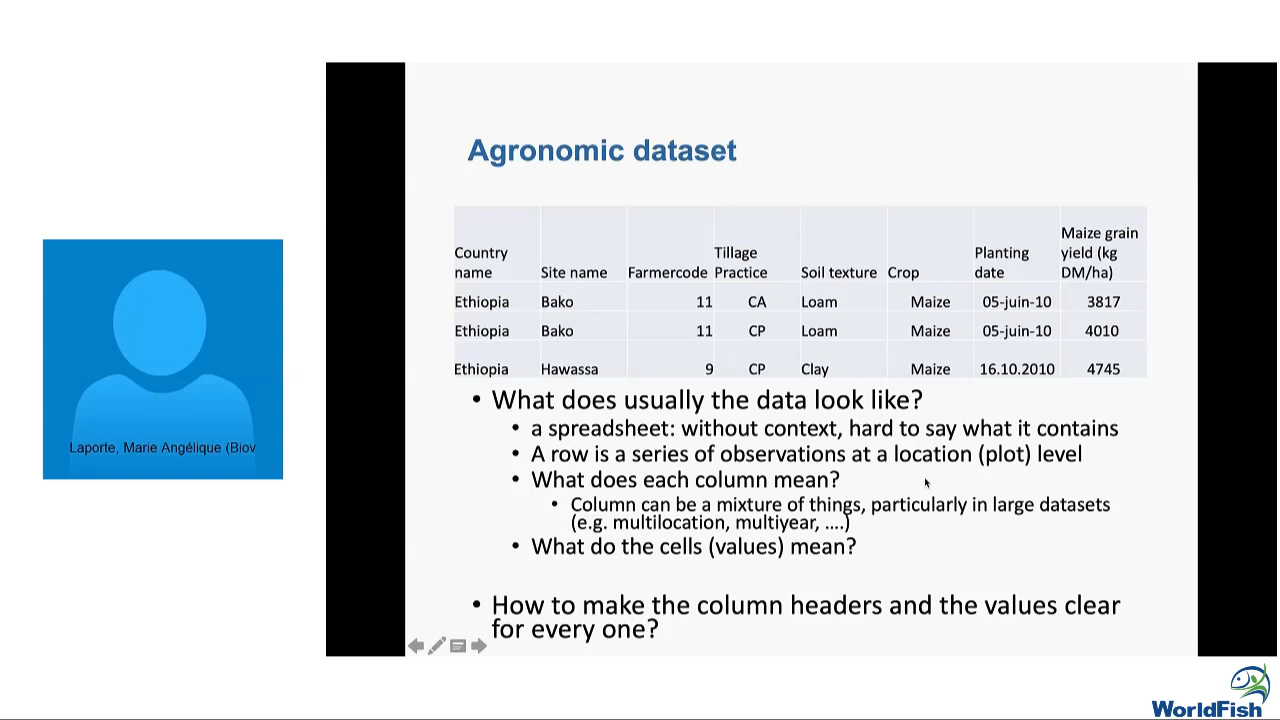 Agronomic dataset
Country name Site name Farmercode Tillage Practice Soil texture Crop Planting date Maize grain yield (kg DM/ha)
Ethiopia Bako 11 CA Loam Maize 05-juin-10 3817
Ethiopia Bako 11 CP Loam Maize 05-juin-10 4010
Ethiopia Hawassa 9 CP Clay Maize 16.10.2010 4745
• What does usually the data look like?
• a spreadsheet: without context, hard to say what it contains
• A row is a series of observations at a location (plot) level
• What does each column mean?
• Column can be a mixture of things, particularly in large datasets
(e.g. multilocation, multiyear, ....)
• What do the cells (values) mean?
• How to make the column headers and the values clear
for every one?
Laporte, Marie Angélique (Biov
WorldFish